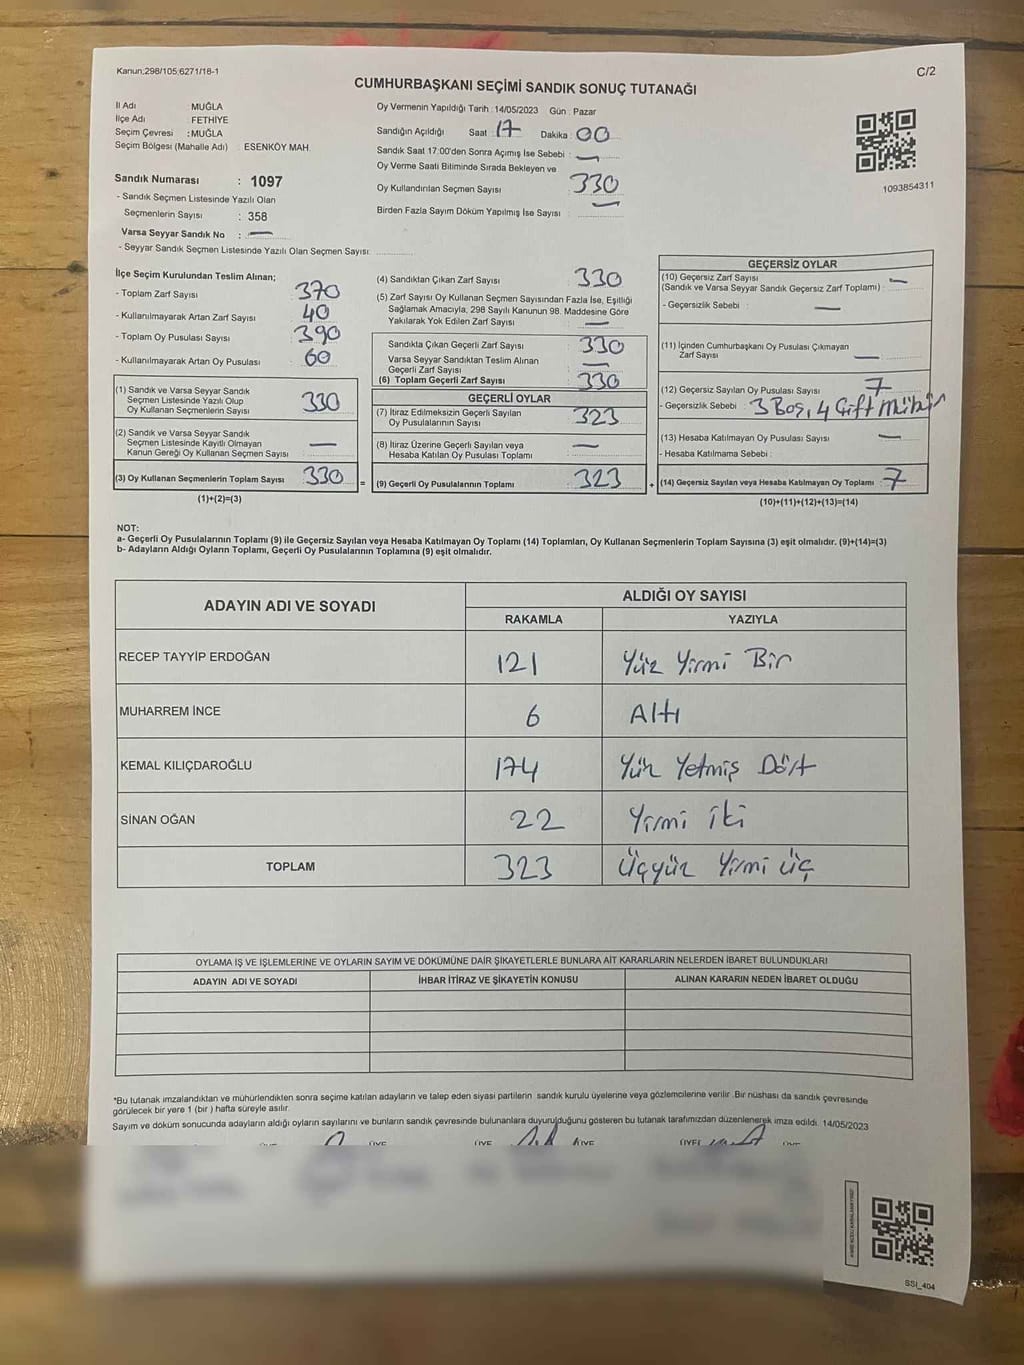 Kanun;298/105;6271/18-1
C/2
CUMHURBAŞKANI SEÇİMİ SANDIK SONUÇ TUTANAĞI
İl Adı : MUĞLA
İlçe Adı : FETHİYE
Seçim Çevresi : MUĞLA
Seçim Bölgesi (Mahalle Adı) : ESENKÖY MAH.
Sandık Numarası : 1097
- Sandık Seçmen Listesinde Yazılı Olan
Seçmenlerin Sayısı : 358
Varsa Seyyar Sandık No : —
- Seyyar Sandık Seçmen Listesinde Yazılı Olan Seçmen Sayısı:
Oy Vermenin Yapıldığı Tarih : 14/05/2023 Gün : Pazar
Sandığın Açıldığı Saat : 17 Dakika : 00
Sandık Saat 17:00'den Sonra Açımış İse Sebebi : —
Oy Verme Saati Bitiminde Sırada Bekleyen ve
Oy Kullandırılan Seçmen Sayısı : 330
Birden Fazla Sayım Döküm Yapılmış İse Sayısı : —
1093854311
İlçe Seçim Kurulundan Teslim Alınan;
- Toplam Zarf Sayısı : 370
- Kullanılmayarak Artan Zarf Sayısı : 40
- Toplam Oy Pusulası Sayısı : 390
- Kullanılmayarak Artan Oy Pusulası : 60
(1) Sandık ve Varsa Seyyar Sandık
Seçmen Listesinde Yazılı Olup
Oy Kullanan Seçmenlerin Sayısı : 330
(2) Sandık ve Varsa Seyyar Sandık
Seçmen Listesinde Kayıtlı Olmayan
Kanun Gereği Oy Kullanan Seçmen Sayısı : —
(3) Oy Kullanan Seçmenlerin Toplam Sayısı : 330
(1)+(2)=(3)
(4) Sandıktan Çıkan Zarf Sayısı : 330
(5) Zarf Sayısı Oy Kullanan Seçmen Sayısından Fazla İse, Eşitliği
Sağlamak Amacıyla, 298 Sayılı Kanunun 98. Maddesine Göre
Yakılarak Yok Edilen Zarf Sayısı : —
Sandıkta Çıkan Geçerli Zarf Sayısı : 330
Varsa Seyyar Sandıktan Teslim Alınan
Geçerli Zarf Sayısı : —
(6) Toplam Geçerli Zarf Sayısı : 330
GEÇERLİ OYLAR
(7) İtiraz Edilmeksizin Geçerli Sayılan
Oy Pusulalarının Sayısı : 323
(8) İtiraz Üzerine Geçerli Sayılan veya
Hesaba Katılan Oy Pusulası Toplamı : —
= (9) Geçerli Oy Pusulalarının Toplamı : 323
GEÇERSİZ OYLAR
(10) Geçersiz Zarf Sayısı
(Sandık ve Varsa Seyyar Sandık Geçersiz Zarf Toplamı) : —
- Geçersizlik Sebebi : —
(11) İçinden Cumhurbaşkanı Oy Pusulası Çıkmayan
Zarf Sayısı : —
(12) Geçersiz Sayılan Oy Pusulası Sayısı : 7
- Geçersizlik Sebebi : 3 Boş, 4 Çift Mühür
(13) Hesaba Katılmayan Oy Pusulası Sayısı : —
- Hesaba Katılmama Sebebi :
+ (14) Geçersiz Sayılan veya Hesaba Katılmayan Oy Toplamı : 7
(10)+(11)+(12)+(13)=(14)
NOT:
a- Geçerli Oy Pusulalarının Toplamı (9) ile Geçersiz Sayılan veya Hesaba Katılmayan Oy Toplamı (14) Toplamları, Oy Kullanan Seçmenlerin Toplam Sayısına (3) eşit olmalıdır. (9)+(14)=(3)
b- Adayların Aldığı Oyların Toplamı, Geçerli Oy Pusulalarının Toplamına (9) eşit olmalıdır.
ADAYIN ADI VE SOYADI ALDIĞI OY SAYISI
RAKAMLA YAZIYLA
RECEP TAYYİP ERDOĞAN 121 Yüz Yirmi Bir
MUHARREM İNCE 6 Altı
KEMAL KILIÇDAROĞLU 174 Yüz Yetmiş Dört
SİNAN OĞAN 22 Yirmi iki
TOPLAM 323 Üçyüz Yirmi üç
OYLAMA İŞ VE İŞLEMLERİNE VE OYLARIN SAYIM VE DÖKÜMÜNE DAİR ŞİKAYETLERLE BUNLARA AİT KARARLARIN NELERDEN İBARET BULUNDUKLARI
ADAYIN ADI VE SOYADI İHBAR İTİRAZ VE ŞİKAYETİN KONUSU ALINAN KARARIN NEDEN İBARET OLDUĞU
*Bu tutanak imzalandıktan ve mühürlendikten sonra seçime katılan adayların ve talep eden siyasi partilerin sandık kurulu üyelerine veya gözlemcilerine verilir. Bir nüshası da sandık çevresinde
görülecek bir yere 1 (bir) hafta süreyle asılır.
Sayım ve döküm sonucunda adayların aldığı oyların sayılarını ve bunların sandık çevresinde bulunanlara duyurulduğunu gösteren bu tutanak tarafımızdan düzenlenerek imza edildi. 14/05/2023
ÜYE ÜYE ÜYE ÜYE
SSI_404